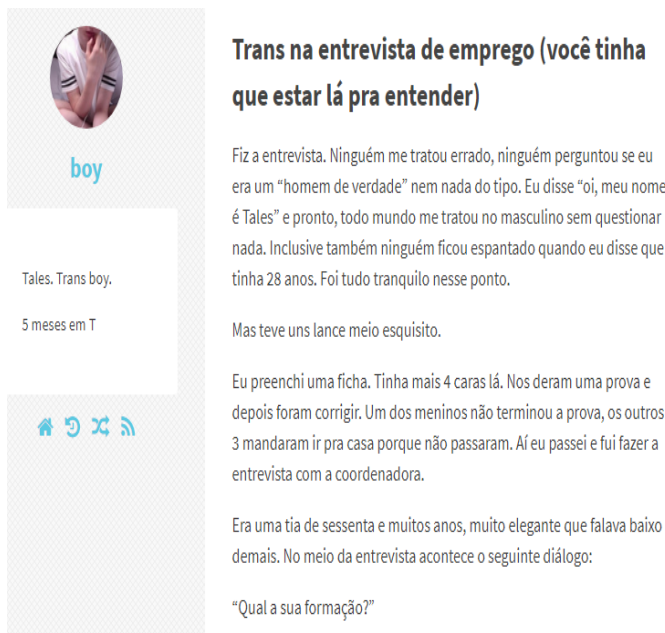 boy
Tales. Trans boy.
5 meses em T
Trans na entrevista de emprego (você tinha
que estar lá pra entender)
Fiz a entrevista. Ninguém me tratou errado, ninguém perguntou se eu
era um “homem de verdade” nem nada do tipo. Eu disse “oi, meu nome
é Tales” e pronto, todo mundo me tratou no masculino sem questionar
nada. Inclusive também ninguém ficou espantado quando eu disse que
tinha 28 anos. Foi tudo tranquilo nesse ponto.
Mas teve uns lance meio esquisito.
Eu preenchi uma ficha. Tinha mais 4 caras lá. Nos deram uma prova e
depois foram corrigir. Um dos meninos não terminou a prova, os outros
3 mandaram ir pra casa porque não passaram. Aí eu passei e fui fazer a
entrevista com a coordenadora.
Era uma tia de sessenta e muitos anos, muito elegante que falava baixo
demais. No meio da entrevista acontece o seguinte diálogo:
“Qual a sua formação?”